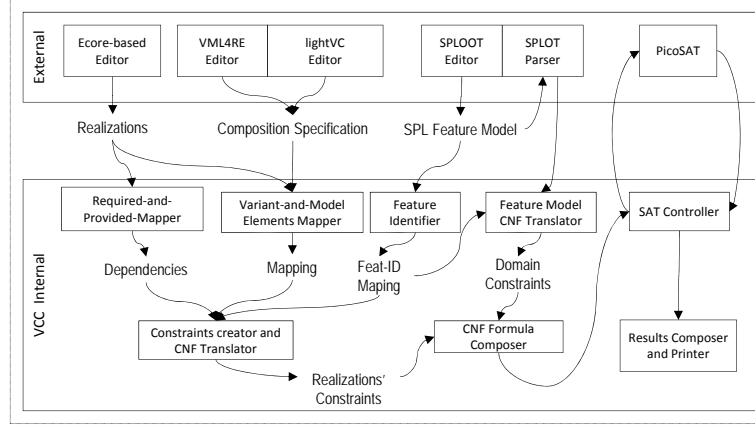 External
Ecore-based
Editor
VML4RE
Editor
lightVC
Editor
SPLOOT
Editor
SPLOT
Parser
PicoSAT
Realizations
Composition Specification
SPL Feature Model
VCC Internal
Required-and-
Provided-Mapper
Variant-and-Model
Elements Mapper
Feature
Identifier
Feature Model
CNF Translator
SAT Controller
Dependencies
Mapping
Feat-ID
Maping
Domain
Constraints
Constraints creator and
CNF Translator
CNF Formula
Composer
Results Composer
and Printer
Realizations’
Constraints